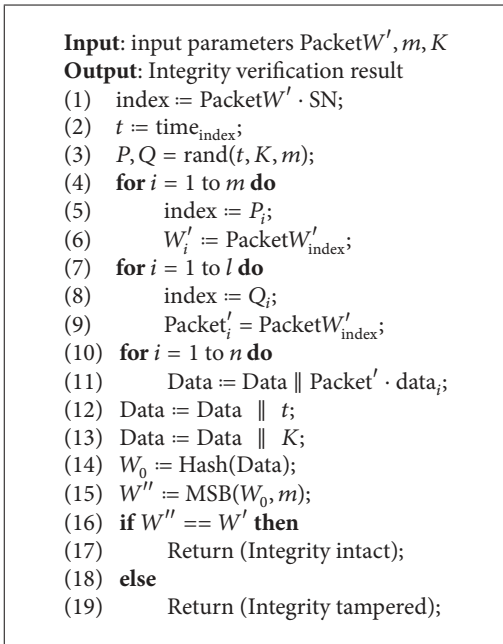 Input: input parameters PacketW′, m, K
Output: Integrity verification result
(1) index := PacketW′ · SN;
(2) t := time_index;
(3) P, Q = rand(t, K, m);
(4) for i = 1 to m do
(5) index := P_i;
(6) W′_i := PacketW′_index;
(7) for i = 1 to l do
(8) index := Q_i;
(9) Packet′_i = PacketW′_index;
(10) for i = 1 to n do
(11) Data := Data ‖ Packet′ · data_i;
(12) Data := Data ‖ t;
(13) Data := Data ‖ K;
(14) W_0 := Hash(Data);
(15) W″ := MSB(W_0, m);
(16) if W″ == W′ then
(17) Return (Integrity intact);
(18) else
(19) Return (Integrity tampered);